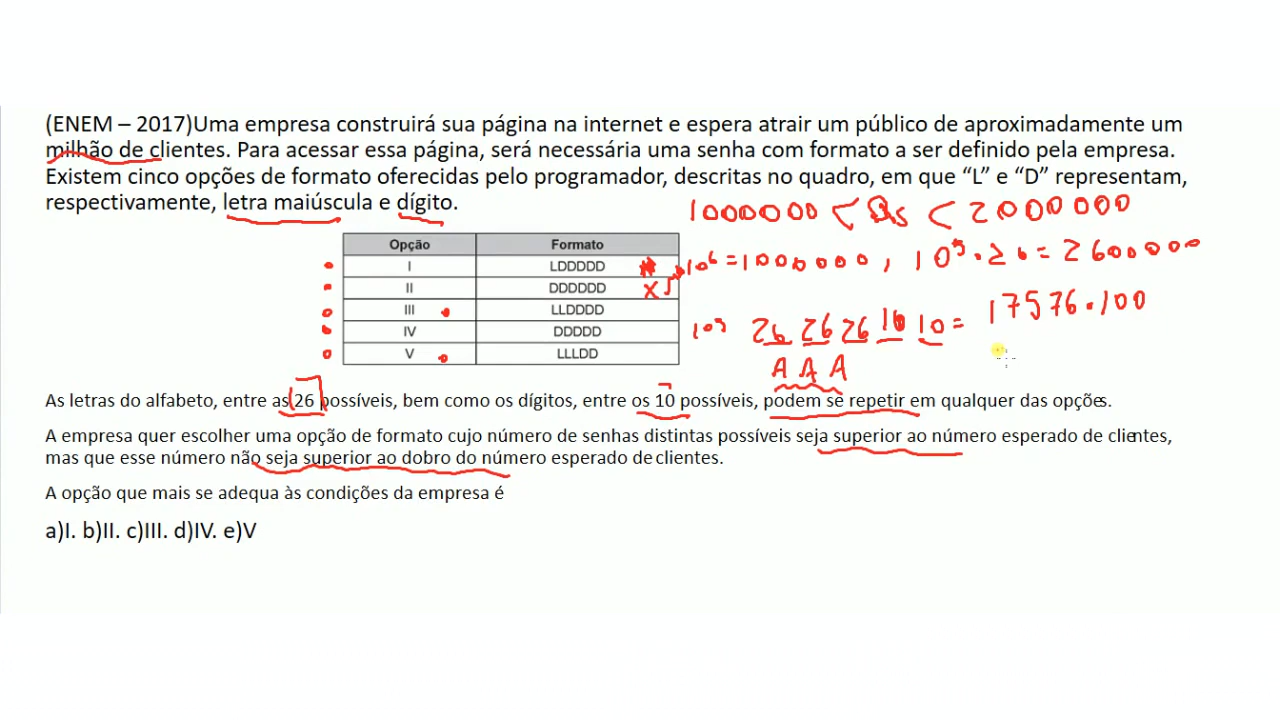 (ENEM – 2017)Uma empresa construirá sua página na internet e espera atrair um público de aproximadamente um
milhão de clientes. Para acessar essa página, será necessária uma senha com formato a ser definido pela empresa.
Existem cinco opções de formato oferecidas pelo programador, descritas no quadro, em que “L” e “D” representam,
respectivamente, letra maiúscula e dígito.
1000000 < Qs < 2000000
Opção Formato
I LDDDDD
II DDDDDD
III LLDDDD
IV DDDDD
V LLLDD
10⁶ = 1000000, 10⁵.26 = 2600000
10⁵ 26 26 26 10 10 = 17576.100
A A A
As letras do alfabeto, entre as 26 possíveis, bem como os dígitos, entre os 10 possíveis, podem se repetir em qualquer das opções.
A empresa quer escolher uma opção de formato cujo número de senhas distintas possíveis seja superior ao número esperado de clientes,
mas que esse número não seja superior ao dobro do número esperado de clientes.
A opção que mais se adequa às condições da empresa é
a)I. b)II. c)III. d)IV. e)V